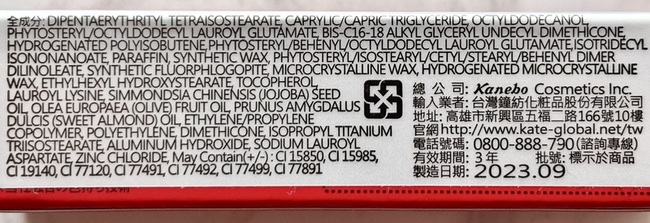 全成分: DIPENTAERYTHRITYL TETRAISOSTEARATE, CAPRYLIC/CAPRIC TRIGLYCERIDE, OCTYLDODECANOL,
PHYTOSTERYL/OCTYLDODECYL LAUROYL GLUTAMATE, BIS-C16-18 ALKYL GLYCERYL UNDECYL DIMETHICONE,
HYDROGENATED POLYISOBUTENE, PHYTOSTERYL/BEHENYL/OCTYLDODECYL LAUROYL GLUTAMATE, ISOTRIDECYL
ISONONANOATE, PARAFFIN, SYNTHETIC WAX, PHYTOSTERYL/ISOSTEARYL/CETYL/STEARYL/BEHENYL DIMER
DILINOLEATE, SYNTHETIC FLUORPHLOGOPITE, MICROCRYSTALLINE WAX, HYDROGENATED MICROCRYSTALLINE
WAX, ETHYLHEXYL HYDROXYSTEARATE, TOCOPHEROL,
LAUROYL LYSINE, SIMMONDSIA CHINENSIS (JOJOBA) SEED
OIL, OLEA EUROPAEA (OLIVE) FRUIT OIL, PRUNUS AMYGDALUS
DULCIS (SWEET ALMOND) OIL, ETHYLENE/PROPYLENE
COPOLYMER, POLYETHYLENE, DIMETHICONE, ISOPROPYL TITANIUM
TRIISOSTEARATE, ALUMINUM HYDROXIDE, SODIUM LAUROYL
ASPARTATE, ZINC CHLORIDE, May Contain(+/-): CI 15850, CI 15985,
CI 19140, CI 77120, CI 77491, CI 77492, CI 77499, CI 77891
總公司: Kanebo Cosmetics Inc.
輸入業者: 台灣鐘紡化粧品股份有限公司
地址: 高雄市新興區五福二路166號10樓
官網http://www.kate-global.net/tw
電話號碼: 0800-888-790(諮詢專線)
有效期間: 3年 批號: 標示於商品
製造日期: 2023.09